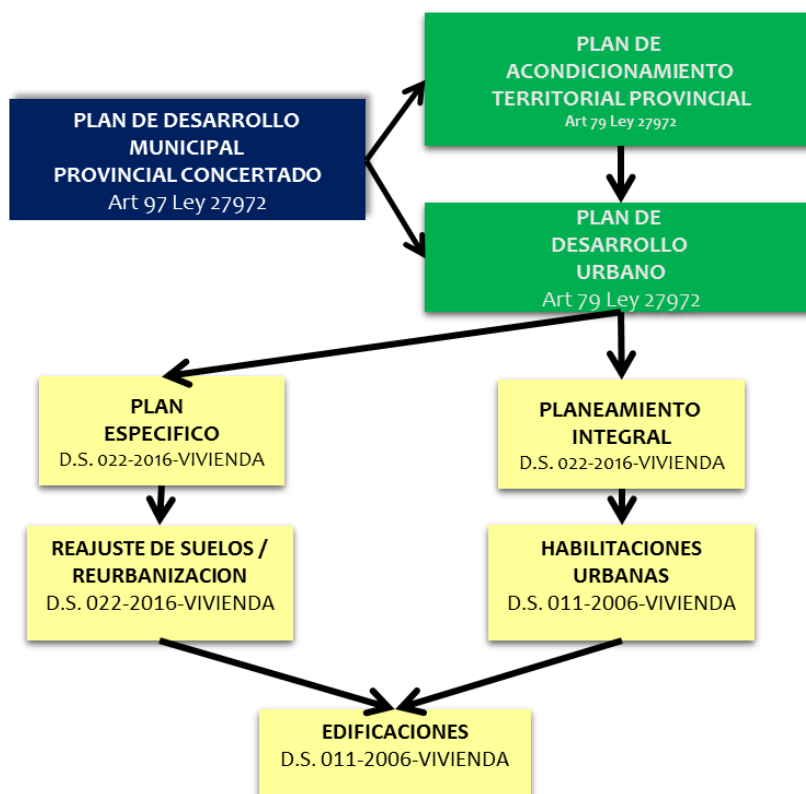 PLAN DE
ACONDICIONAMIENTO
TERRITORIAL PROVINCIAL
Art 79 Ley 27972
PLAN DE DESARROLLO
MUNICIPAL
PROVINCIAL CONCERTADO
Art 97 Ley 27972
PLAN DE
DESARROLLO
URBANO
Art 79 Ley 27972
PLAN
ESPECIFICO
D.S. 022-2016-VIVIENDA
PLANEAMIENTO
INTEGRAL
D.S. 022-2016-VIVIENDA
REAJUSTE DE SUELOS /
REURBANIZACION
D.S. 022-2016-VIVIENDA
HABILITACIONES
URBANAS
D.S. 011-2006-VIVIENDA
EDIFICACIONES
D.S. 011-2006-VIVIENDA